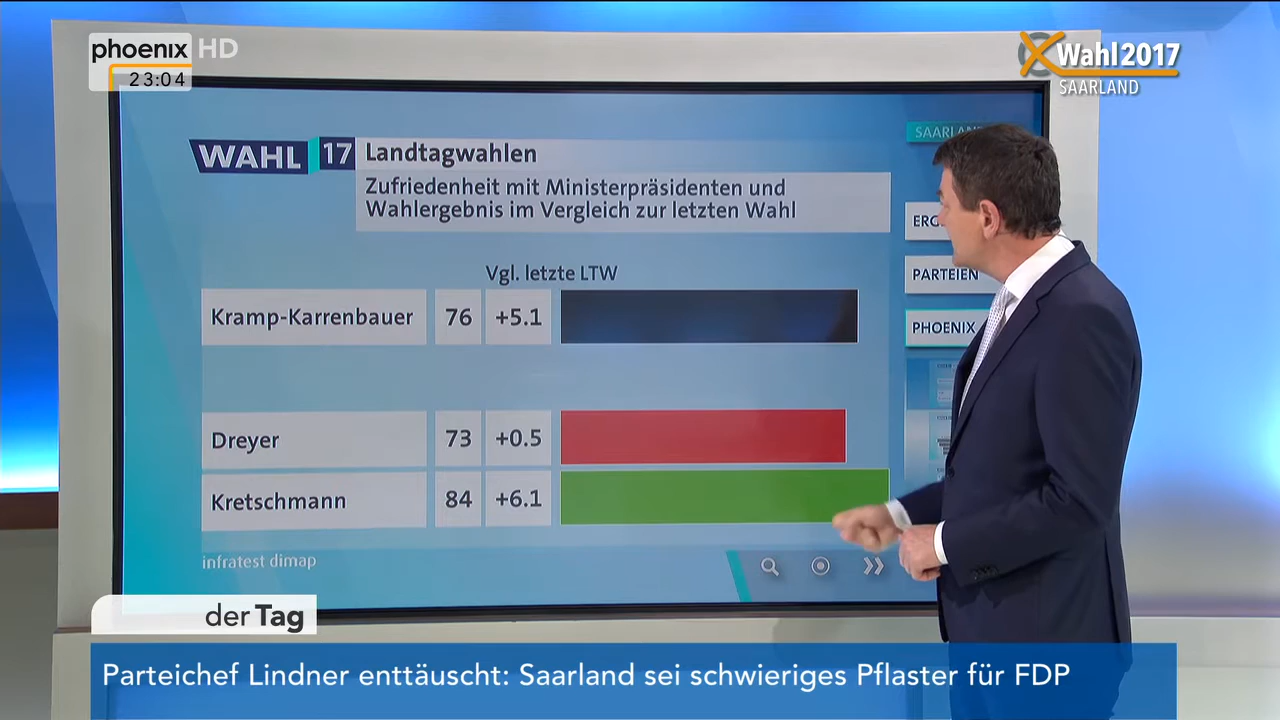 phoenix HD
23:04
Wahl2017
SAARLAND
WAHL 17
Landtagwahlen
Zufriedenheit mit Ministerpräsidenten und
Wahlergebnis im Vergleich zur letzten Wahl
PARTEIEN
PHOENIX
Vgl. letzte LTW
Kramp-Karrenbauer 76 +5.1
Dreyer 73 +0.5
Kretschmann 84 +6.1
infratest dimap
der Tag
Parteichef Lindner enttäuscht: Saarland sei schwieriges Pflaster für FDP